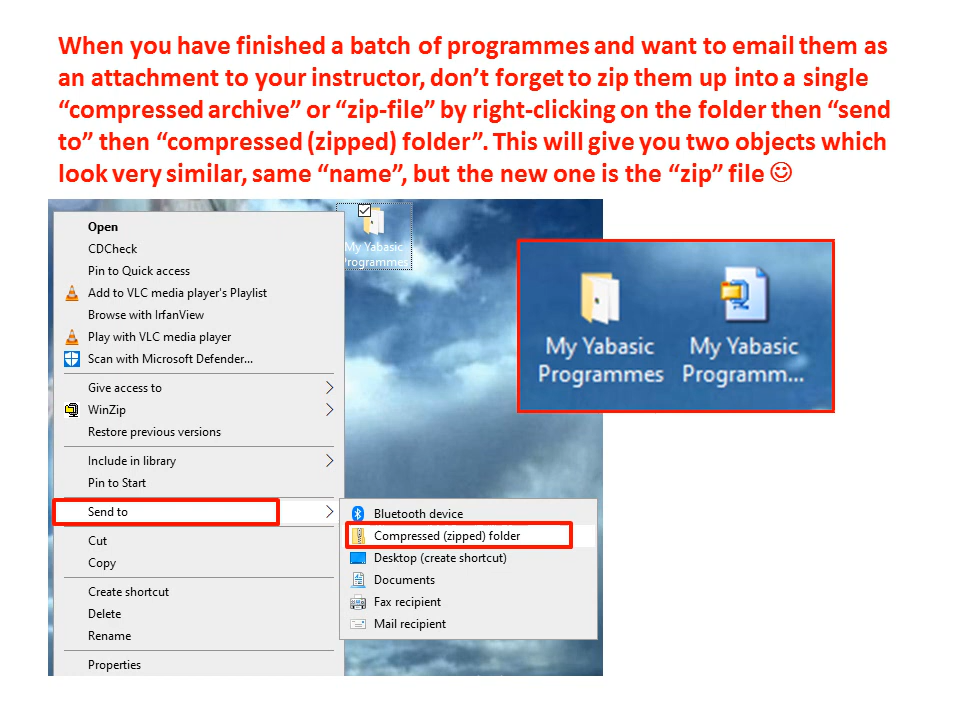 When you have finished a batch of programmes and want to email them as
an attachment to your instructor, don’t forget to zip them up into a single
“compressed archive” or “zip-file” by right-clicking on the folder then “send
to” then “compressed (zipped) folder”. This will give you two objects which
look very similar, same “name”, but the new one is the “zip” file ☺
My Yabasic
Programmes
Open
CDCheck
Pin to Quick access
Add to VLC media player's Playlist
Browse with IrfanView
Play with VLC media player
Scan with Microsoft Defender...
Give access to
WinZip
Restore previous versions
Include in library
Pin to Start
Send to
Cut
Copy
Create shortcut
Delete
Rename
Properties
Bluetooth device
Compressed (zipped) folder
Desktop (create shortcut)
Documents
Fax recipient
Mail recipient
My Yabasic
Programmes
My Yabasic
Programm...